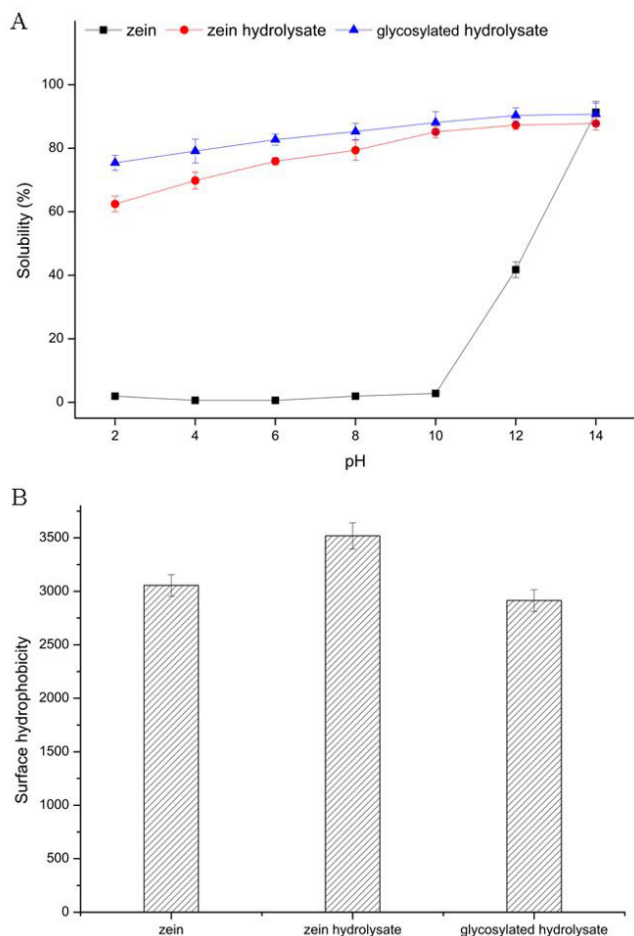 A
zein
zein hydrolysate
glycosylated hydrolysate
100
80
60
40
20
0
Solubility (%)
2 4 6 8 10 12 14
pH
B
3500
3000
2500
2000
1500
1000
500
0
Surface hydrophobicity
zein
zein hydrolysate
glycosylated hydrolysate